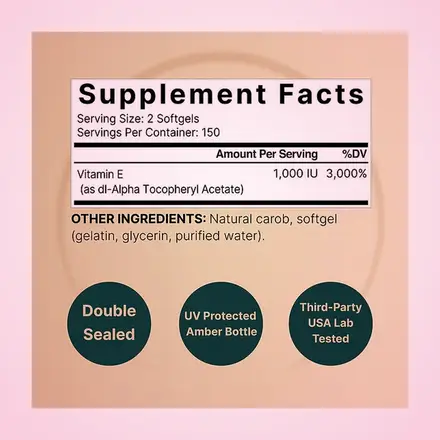 Supplement Facts
Serving Size: 2 Softgels
Servings Per Container: 150
Amount Per Serving %DV
Vitamin E 1,000 IU 3,000%
(as dl-Alpha Tocopheryl Acetate)
OTHER INGREDIENTS: Natural carob, softgel
(gelatin, glycerin, purified water).
Double
Sealed
UV Protected
Amber Bottle
Third-Party
USA Lab
Tested